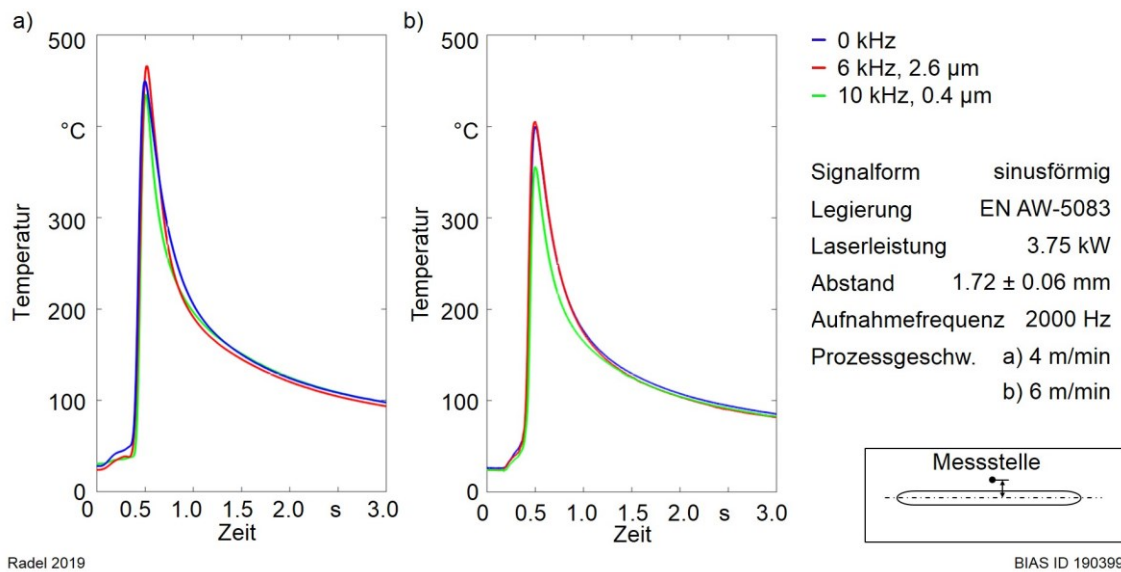 a)
500
°C
300
200
100
0
Temperatur
0 0.5 1.0 1.5 2.0 s 3.0
Zeit
b)
500
°C
300
200
100
0
Temperatur
0 0.5 1.0 1.5 2.0 s 3.0
Zeit
0 kHz
6 kHz, 2.6 µm
10 kHz, 0.4 µm
Signalform sinusförmig
Legierung EN AW-5083
Laserleistung 3.75 kW
Abstand 1.72 ± 0.06 mm
Aufnahmefrequenz 2000 Hz
Prozessgeschw. a) 4 m/min
b) 6 m/min
Messstelle
Radel 2019
BIAS ID 190399